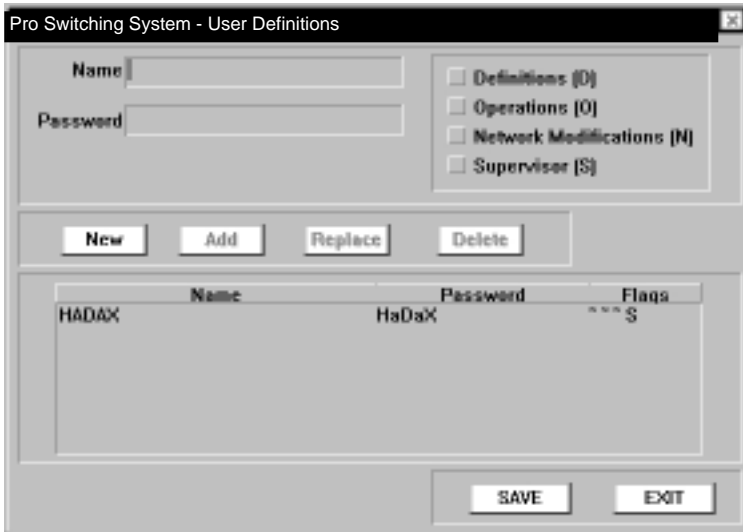 Pro Switching System - User Definitions
Name
Password
Definitions (D)
Operations (O)
Network Modifications (N)
Supervisor (S)
New Add Replace Delete
Name Password Flags
HADAX HaDaX ~~~S
SAVE EXIT